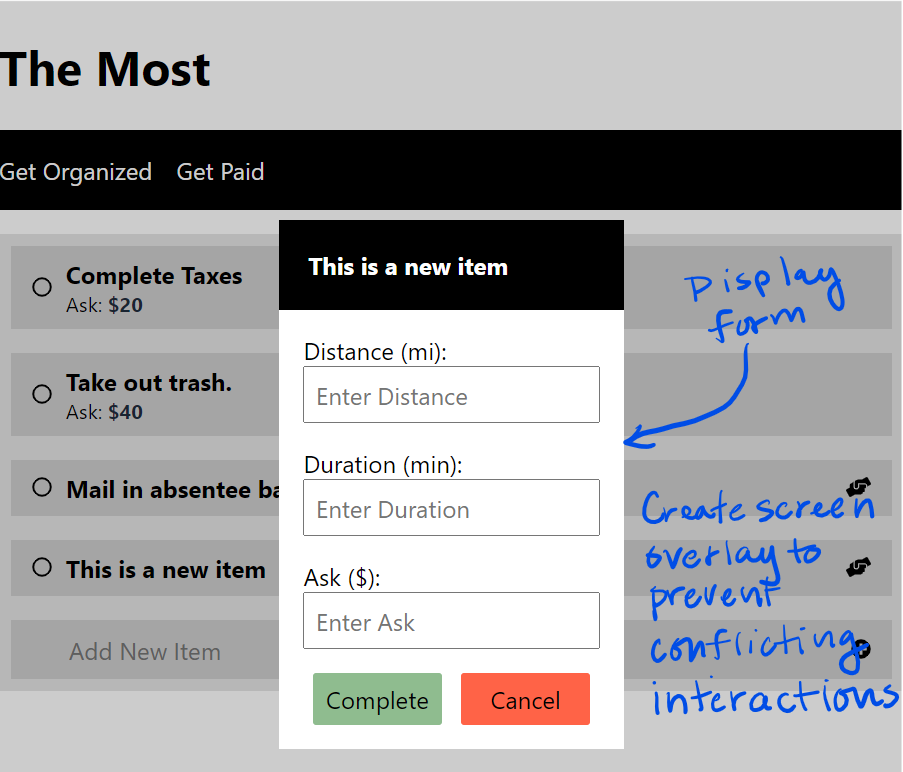 The Most
Get Organized Get Paid
Complete Taxes
Ask: $20
Take out trash.
Ask: $40
Mail in absentee ba
This is a new item
Add New Item
This is a new item
Distance (mi):
Enter Distance
Duration (min):
Enter Duration
Ask ($):
Enter Ask
Complete Cancel
Display
form
Create screen
overlay to
prevent
conflicting
interactions